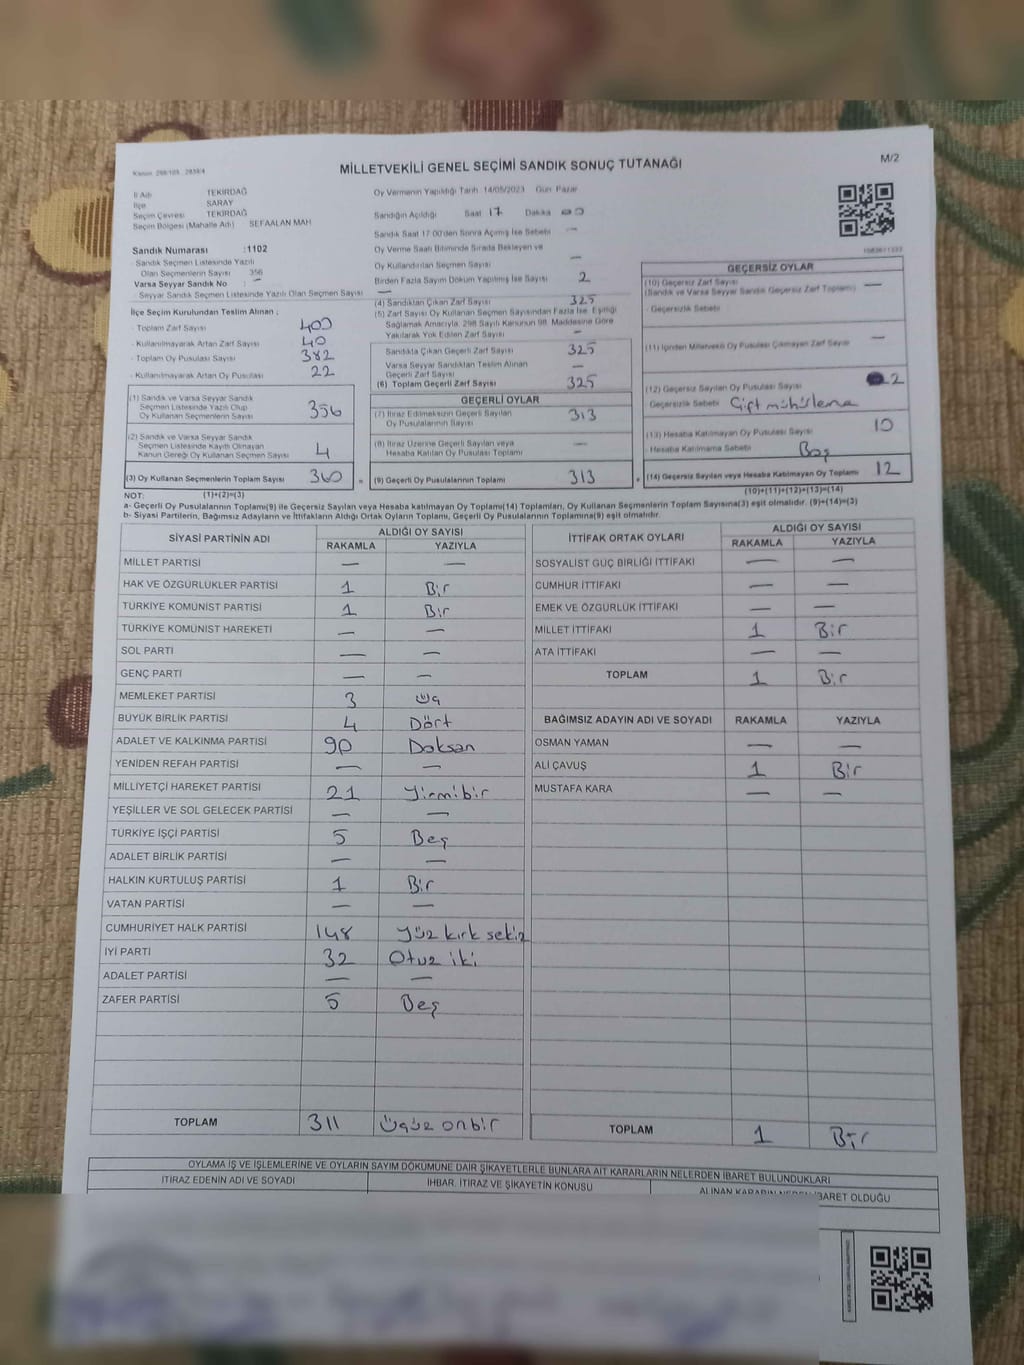 Kanun: 298/105 , 2839/4
MİLLETVEKİLİ GENEL SEÇİMİ SANDIK SONUÇ TUTANAĞI
M/2
İl Adı TEKİRDAĞ
İlçe SARAY
Seçim Çevresi TEKİRDAĞ
Seçim Bölgesi (Mahalle Adı) SEFAALAN MAH
Sandık Numarası :1102
- Sandık Seçmen Listesinde Yazılı
Olan Seçmenlerin Sayısı 356
Varsa Seyyar Sandık No : —
- Seyyar Sandık Seçmen Listesinde Yazılı Olan Seçmen Sayısı —
İlçe Seçim Kurulundan Teslim Alınan ;
- Toplam Zarf Sayısı 400
- Kullanılmayarak Artan Zarf Sayısı 40
- Toplam Oy Pusulası Sayısı 382
- Kullanılmayarak Artan Oy Pusulası 22
Oy Vermenin Yapıldığı Tarih 14/05/2023 Gün Pazar
Sandığın Açıldığı Saat 17 Dakika 00
Sandık Saat 17:00'den Sonra Açılmış İse Sebebi —
Oy Verme Saati Bitiminde Sırada Bekleyen ve
Oy Kullandırılan Seçmen Sayısı —
Birden Fazla Sayım Döküm Yapılmış İse Sayısı 2
(4) Sandıktan Çıkan Zarf Sayısı 325
(5) Zarf Sayısı Oy Kullanan Seçmen Sayısından Fazla İse, Eşitliği
Sağlamak Amacıyla, 298 Sayılı Kanunun 98. Maddesine Göre
Yakılarak Yok Edilen Zarf Sayısı —
Sandıkta Çıkan Geçerli Zarf Sayısı 325
Varsa Seyyar Sandıktan Teslim Alınan
Geçerli Zarf Sayısı —
(6) Toplam Geçerli Zarf Sayısı 325
GEÇERSİZ OYLAR
(10) Geçersiz Zarf Sayısı —
(Sandık ve Varsa Seyyar Sandık Geçersiz Zarf Toplamı)
- Geçersizlik Sebebi
(11) İçinden Milletvekili Oy Pusulası Çıkmayan Zarf Sayısı —
(12) Geçersiz Sayılan Oy Pusulası Sayısı 2
Geçersizlik Sebebi Çift mühürleme
(13) Hesaba Katılmayan Oy Pusulası Sayısı 10
- Hesaba Katılmama Sebebi Boş
(14) Geçersiz Sayılan veya Hesaba Katılmayan Oy Toplamı 12
(1) Sandık ve Varsa Seyyar Sandık
Seçmen Listesinde Yazılı Olup
Oy Kullanan Seçmenlerin Sayısı 356
(2) Sandık ve Varsa Seyyar Sandık
Seçmen Listesinde Kayıtlı Olmayan
Kanun Gereği Oy Kullanan Seçmen Sayısı 4
(3) Oy Kullanan Seçmenlerin Toplam Sayısı 360
GEÇERLİ OYLAR
(7) İtiraz Edilmeksizin Geçerli Sayılan
Oy Pusulalarının Sayısı 313
(8) İtiraz Üzerine Geçerli Sayılan veya
Hesaba Katılan Oy Pusulası Toplamı —
(9) Geçerli Oy Pusulalarının Toplamı 313
NOT: (1)+(2)=(3) (10)+(11)+(12)+(13)=(14)
a- Geçerli Oy Pusulalarının Toplamı(9) ile Geçersiz Sayılan veya Hesaba katılmayan Oy Toplamı(14) Toplamları, Oy Kullanan Seçmenlerin Toplam Sayısına(3) eşit olmalıdır. (9)+(14)=(3)
b- Siyasi Partilerin, Bağımsız Adayların ve İttifakların Aldığı Ortak Oyların Toplamı, Geçerli Oy Pusulalarının Toplamına(9) eşit olmalıdır.
SİYASİ PARTİNİN ADI ALDIĞI OY SAYISI
RAKAMLA YAZIYLA
MİLLET PARTİSİ — —
HAK VE ÖZGÜRLÜKLER PARTİSİ 1 Bir
TÜRKİYE KOMÜNİST PARTİSİ 1 Bir
TÜRKİYE KOMÜNİST HAREKETİ — —
SOL PARTİ — —
GENÇ PARTİ — —
MEMLEKET PARTİSİ 3 Üç
BÜYÜK BİRLİK PARTİSİ 4 Dört
ADALET VE KALKINMA PARTİSİ 90 Doksan
YENİDEN REFAH PARTİSİ — —
MİLLİYETÇİ HAREKET PARTİSİ 21 Yirmibir
YEŞİLLER VE SOL GELECEK PARTİSİ — —
TÜRKİYE İŞÇİ PARTİSİ 5 Beş
ADALET BİRLİK PARTİSİ — —
HALKIN KURTULUŞ PARTİSİ 1 Bir
VATAN PARTİSİ — —
CUMHURİYET HALK PARTİSİ 148 Yüz kırk sekiz
İYİ PARTİ 32 Otuz iki
ADALET PARTİSİ — —
ZAFER PARTİSİ 5 Beş
TOPLAM 311 Üçyüz onbir
İTTİFAK ORTAK OYLARI ALDIĞI OY SAYISI
RAKAMLA YAZIYLA
SOSYALİST GÜÇ BİRLİĞİ İTTİFAKI — —
CUMHUR İTTİFAKI — —
EMEK VE ÖZGÜRLÜK İTTİFAKI — —
MİLLET İTTİFAKI 1 Bir
ATA İTTİFAKI — —
TOPLAM 1 Bir
BAĞIMSIZ ADAYIN ADI VE SOYADI RAKAMLA YAZIYLA
OSMAN YAMAN — —
ALİ ÇAVUŞ 1 Bir
MUSTAFA KARA — —
TOPLAM 1 Bir
OYLAMA İŞ VE İŞLEMLERİNE VE OYLARIN SAYIM DÖKÜMÜNE DAİR ŞİKAYETLERLE BUNLARA AİT KARARLARIN NELERDEN İBARET BULUNDUKLARI
İTİRAZ EDENİN ADI VE SOYADI İHBAR, İTİRAZ VE ŞİKAYETİN KONUSU ALINAN KARARIN NEDEN İBARET OLDUĞU